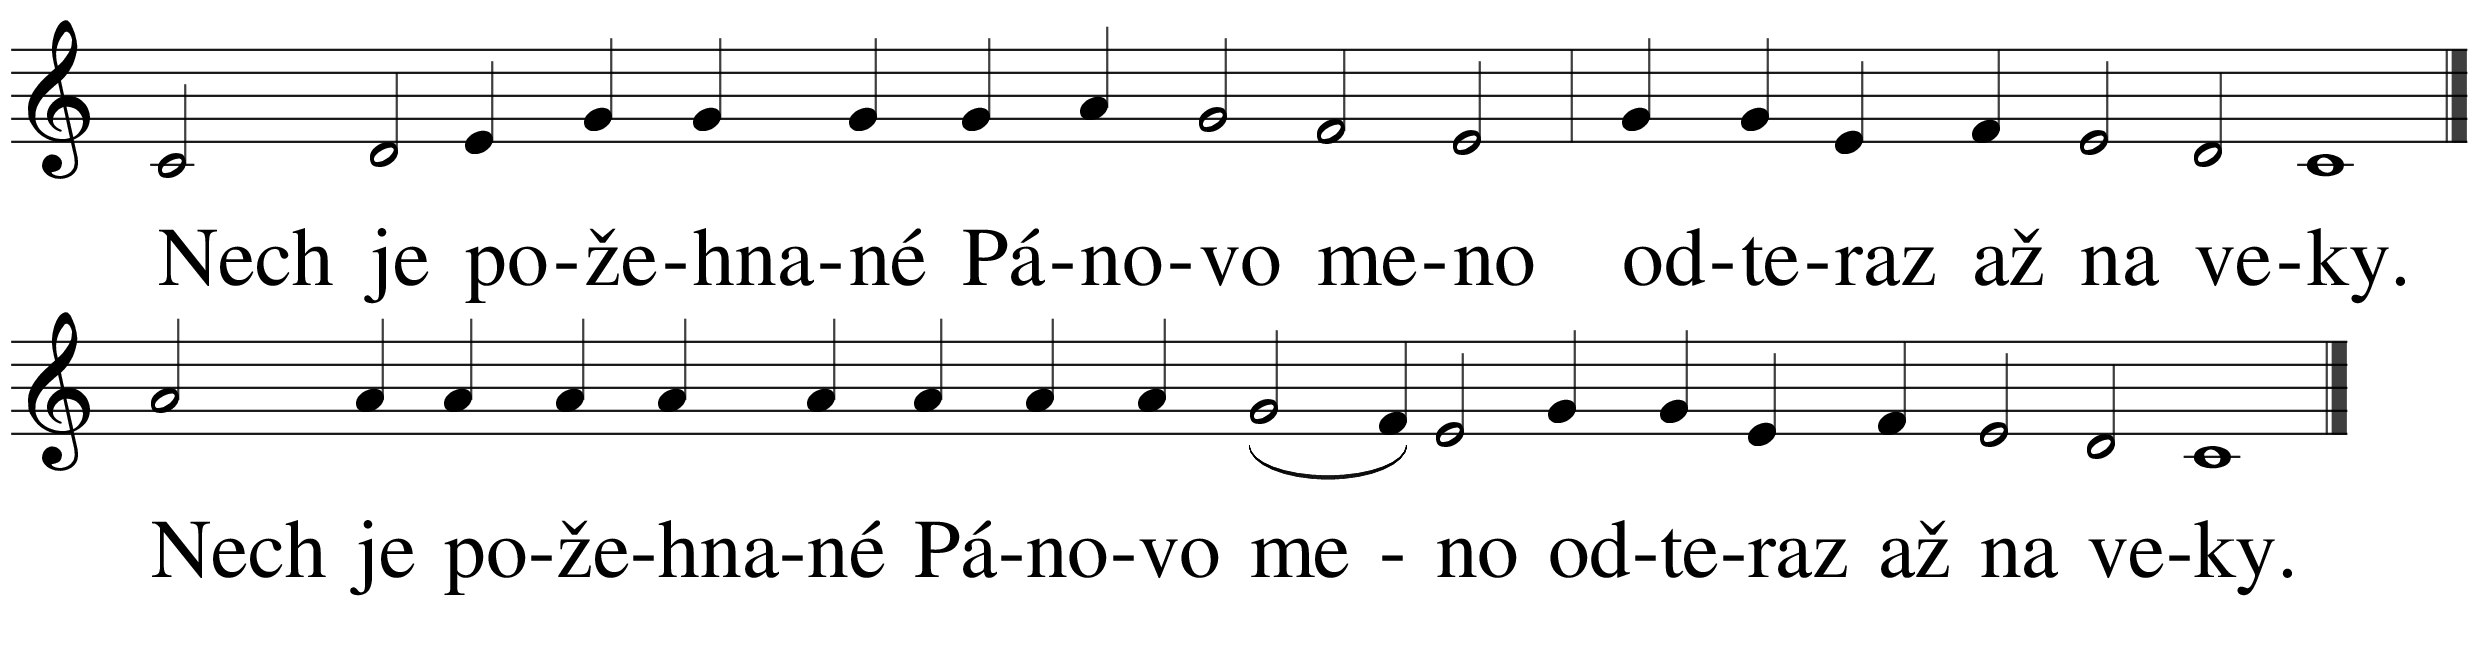 Nech je po-že-hna-né Pá-no-vo me-no od-te-raz až na ve-ky.
Nech je po-že-hna-né Pá-no-vo me - no od-te-raz až na ve-ky.